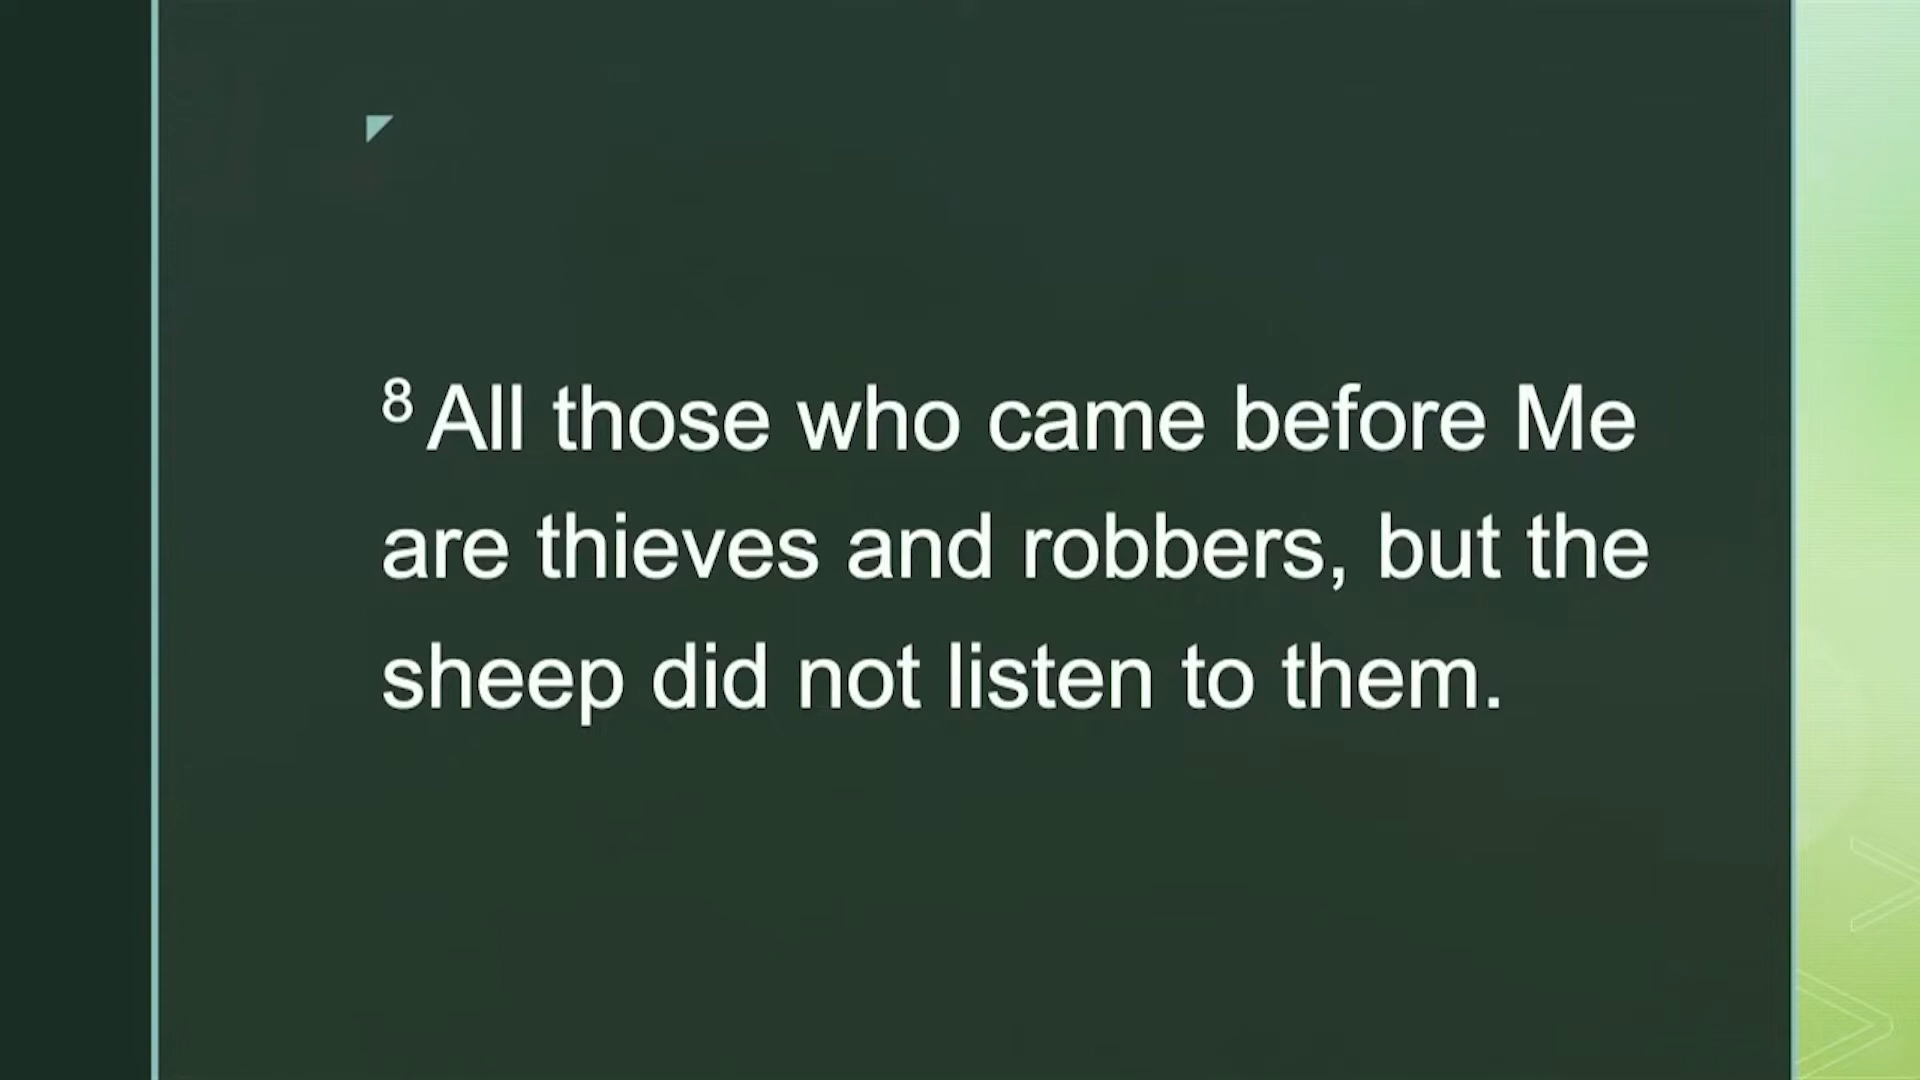 8 All those who came before Me
are thieves and robbers, but the
sheep did not listen to them.